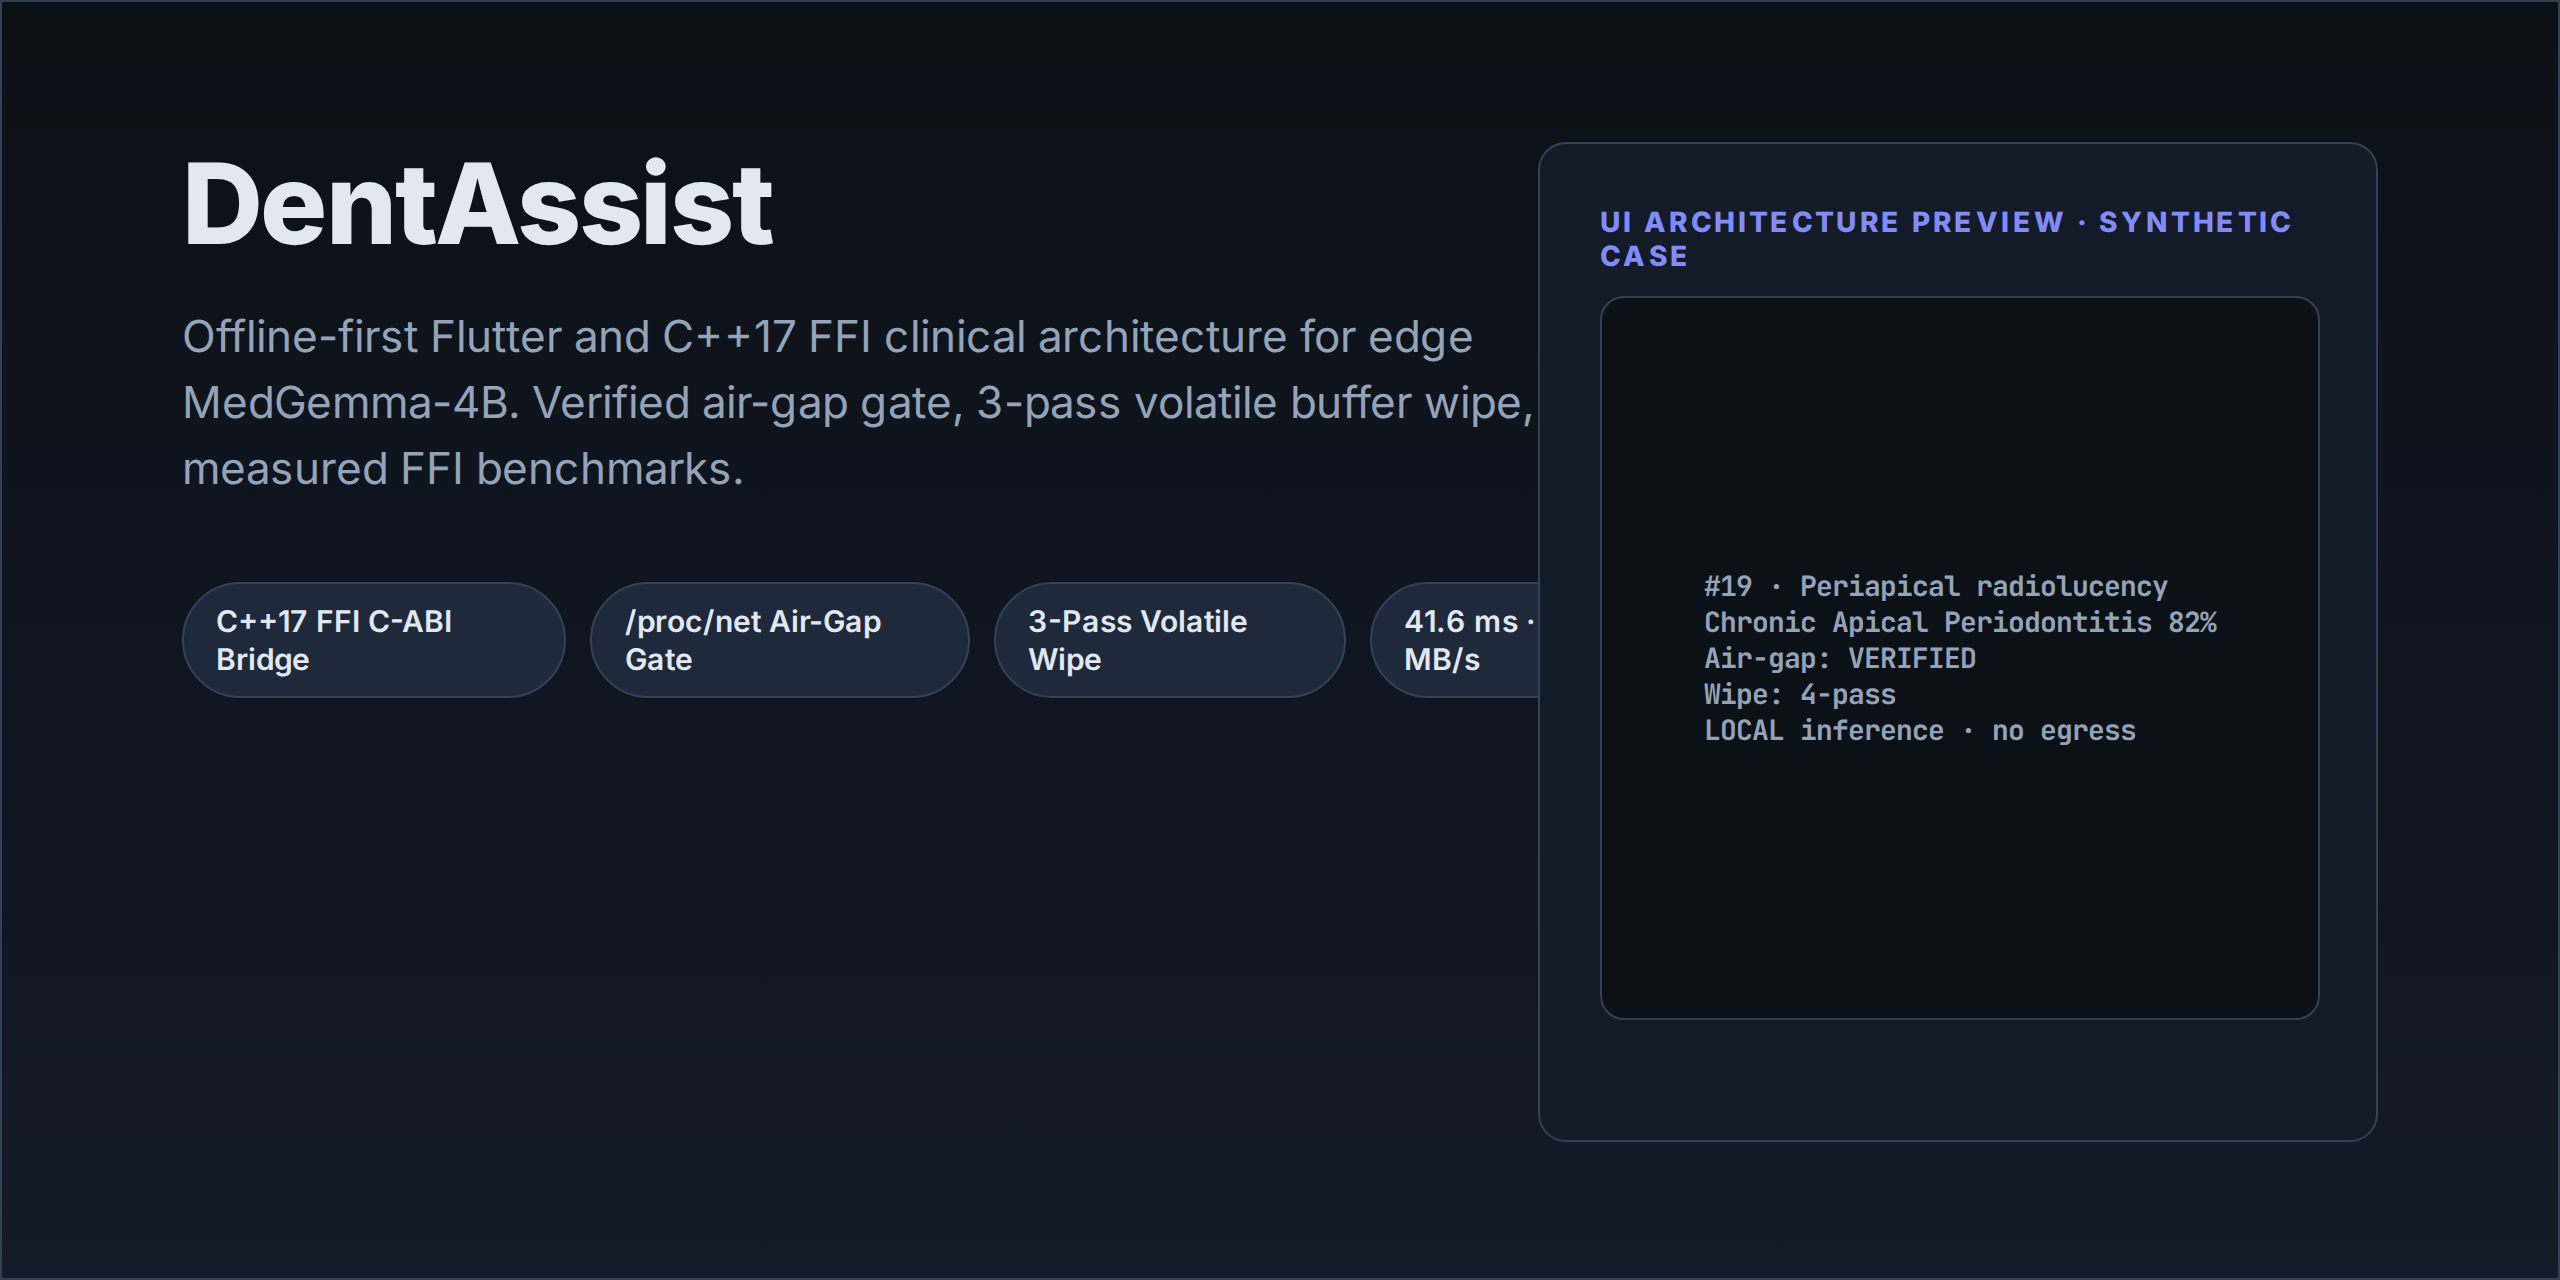 DentAssist
Offline-first Flutter and C++17 FFI clinical architecture for edge
MedGemma-4B. Verified air-gap gate, 3-pass volatile buffer wipe,
measured FFI benchmarks.
C++17 FFI C-ABI
Bridge
/proc/net Air-Gap
Gate
3-Pass Volatile
Wipe
41.6 ms ·
MB/s
UI ARCHITECTURE PREVIEW · SYNTHETIC
CASE
#19 · Periapical radiolucency
Chronic Apical Periodontitis 82%
Air-gap: VERIFIED
Wipe: 4-pass
LOCAL inference · no egress